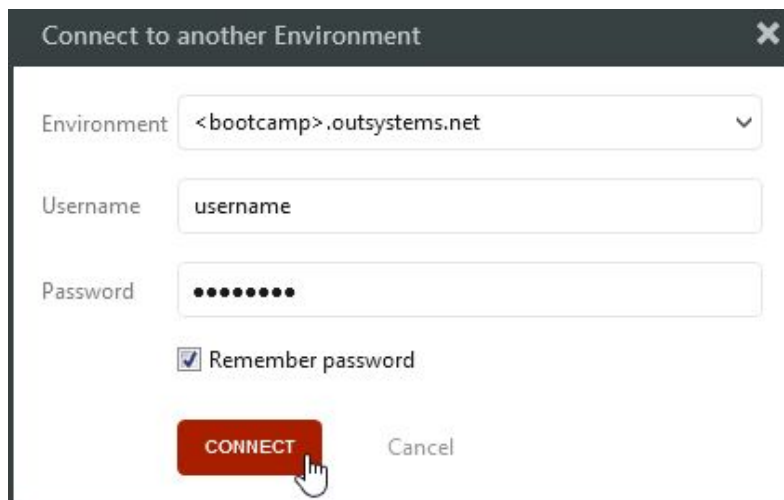 Connect to another Environment
Environment <bootcamp>.outsystems.net
Username username
Password ••••••••
Remember password
CONNECT Cancel